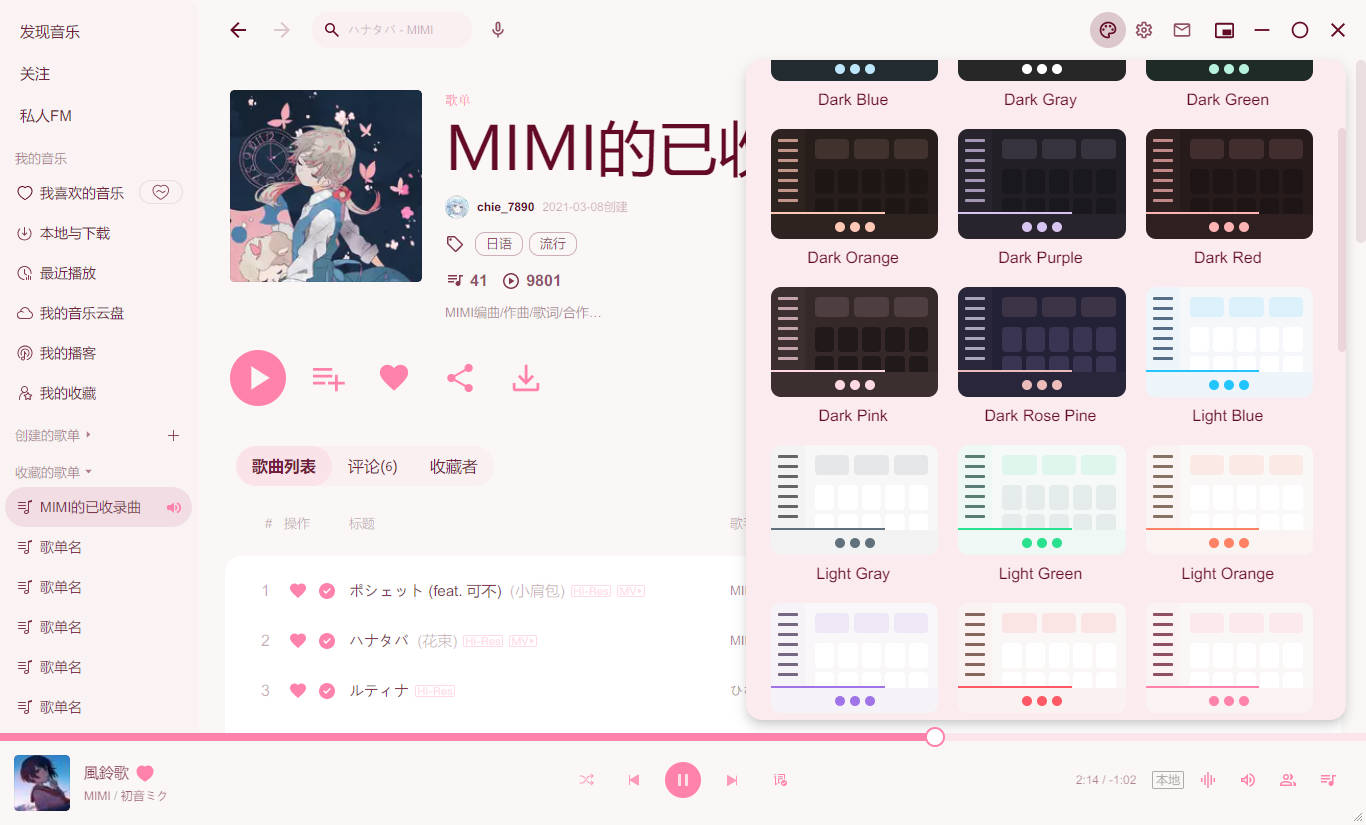 发现音乐
关注
私人FM
我的音乐
我喜欢的音乐
本地与下载
最近播放
我的音乐云盘
我的播客
我的收藏
创建的歌单
收藏的歌单
MIMI的已收录曲
歌单名
歌单名
歌单名
歌单名
歌单名
ハナタバ - MIMI
歌单
MIMI的已收
chie_7890 2021-03-08创建
日语 流行
41 9801
MIMI编曲/作曲/歌词/合作…
歌曲列表 评论(6) 收藏者
# 操作 标题
1 ポシェット (feat. 可不) (小肩包) Hi-Res MV
2 ハナタバ (花束) Hi-Res MV
3 ルティナ Hi-Res
Dark Blue Dark Gray Dark Green
Dark Orange Dark Purple Dark Red
Dark Pink Dark Rose Pine Light Blue
Light Gray Light Green Light Orange
風鈴歌
MIMI / 初音ミク
词
2:14 / -1:02 本地